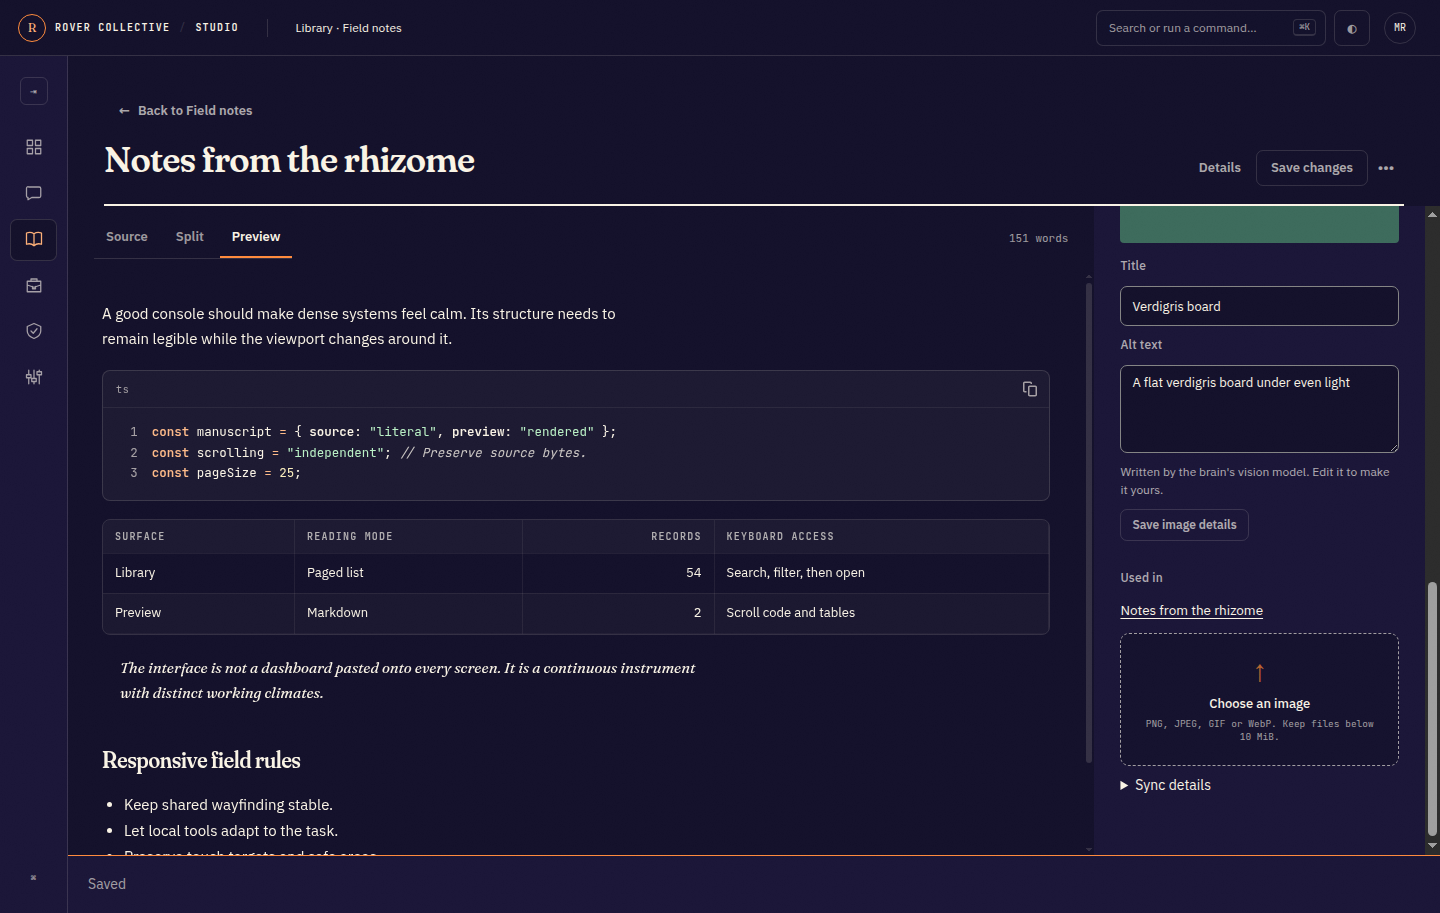 R ROVER COLLECTIVE / STUDIO
Library · Field notes
Search or run a command...
⌘K
MR
← Back to Field notes
Notes from the rhizome
Details
Save changes
•••
Source
Split
Preview
151 words
A good console should make dense systems feel calm. Its structure needs to
remain legible while the viewport changes around it.
ts
1 const manuscript = { source: "literal", preview: "rendered" };
2 const scrolling = "independent"; // Preserve source bytes.
3 const pageSize = 25;
SURFACE READING MODE RECORDS KEYBOARD ACCESS
Library Paged list 54 Search, filter, then open
Preview Markdown 2 Scroll code and tables
The interface is not a dashboard pasted onto every screen. It is a continuous instrument
with distinct working climates.
Responsive field rules
• Keep shared wayfinding stable.
• Let local tools adapt to the task.
• Preserve touch targets and safe areas.
Title
Verdigris board
Alt text
A flat verdigris board under even light
Written by the brain's vision model. Edit it to make
it yours.
Save image details
Used in
Notes from the rhizome
↑
Choose an image
PNG, JPEG, GIF or WebP. Keep files below
10 MiB.
▶ Sync details
⌘
Saved